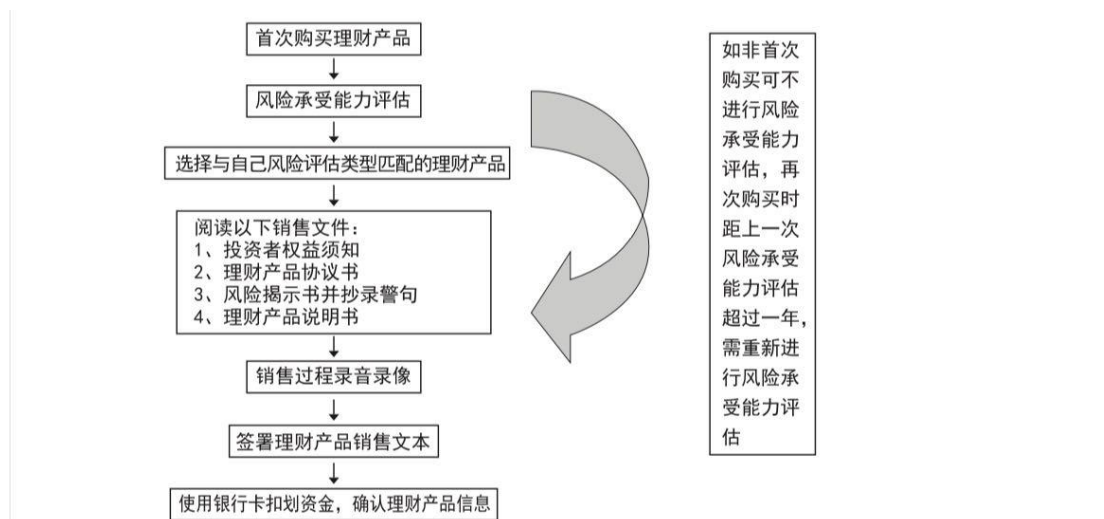 首次购买理财产品
风险承受能力评估
选择与自己风险评估类型匹配的理财产品
阅读以下销售文件：
1、投资者权益须知
2、理财产品协议书
3、风险揭示书并抄录警句
4、理财产品说明书
销售过程录音录像
签署理财产品销售文本
使用银行卡扣划资金，确认理财产品信息
如非首次
购买可不
进行风险
承受能力
评估，再
次购买时
距上一次
风险承受
能力评估
超过一年，
需重新进
行风险承
受能力评
估